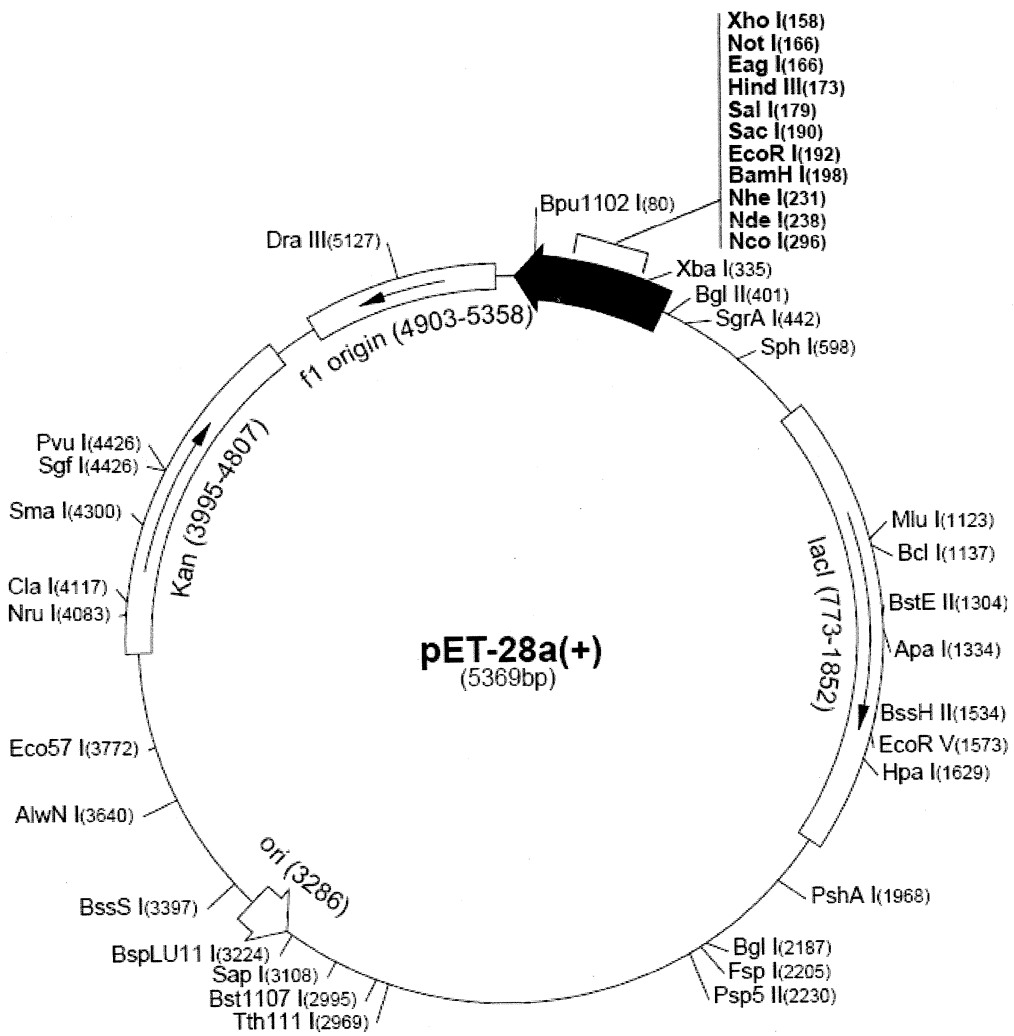 Xho I(158)
Not I(166)
Eag I(166)
Hind III(173)
Sal I(179)
Sac I(190)
EcoR I(192)
BamH I(198)
Nhe I(231)
Nde I(238)
Nco I(296)
Bpu1102 I(80)
Dra III(5127)
Xba I(335)
Bgl II(401)
SgrA I(442)
Sph I(598)
f1 origin (4903-5358)
Pvu I(4426)
Sgf I(4426)
Sma I(4300)
Kan (3995-4807)
Cla I(4117)
Nru I(4083)
Mlu I(1123)
Bcl I(1137)
BstE II(1304)
Apa I(1334)
lacI (773-1852)
BssH II(1534)
EcoR V(1573)
Hpa I(1629)
pET-28a(+)
(5369bp)
Eco57 I(3772)
AlwN I(3640)
ori (3286)
BssS I(3397)
BspLU11 I(3224)
Sap I(3108)
Bst1107 I(2995)
Tth111 I(2969)
PshA I(1968)
Bgl I(2187)
Fsp I(2205)
Psp5 II(2230)